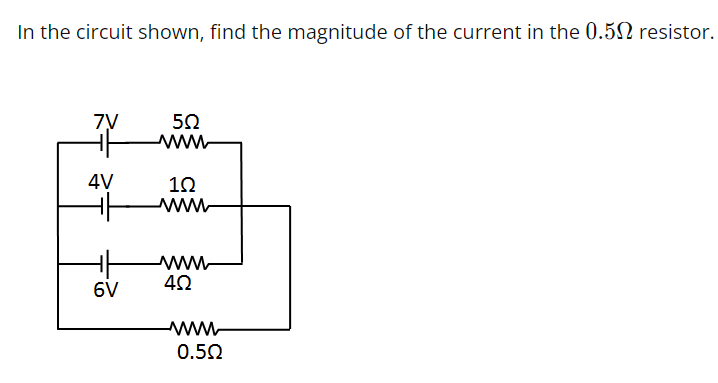 In the circuit shown, find the magnitude of the current in the 0.5Ω resistor.
7V 5Ω
4V 1Ω
6V 4Ω
0.5Ω